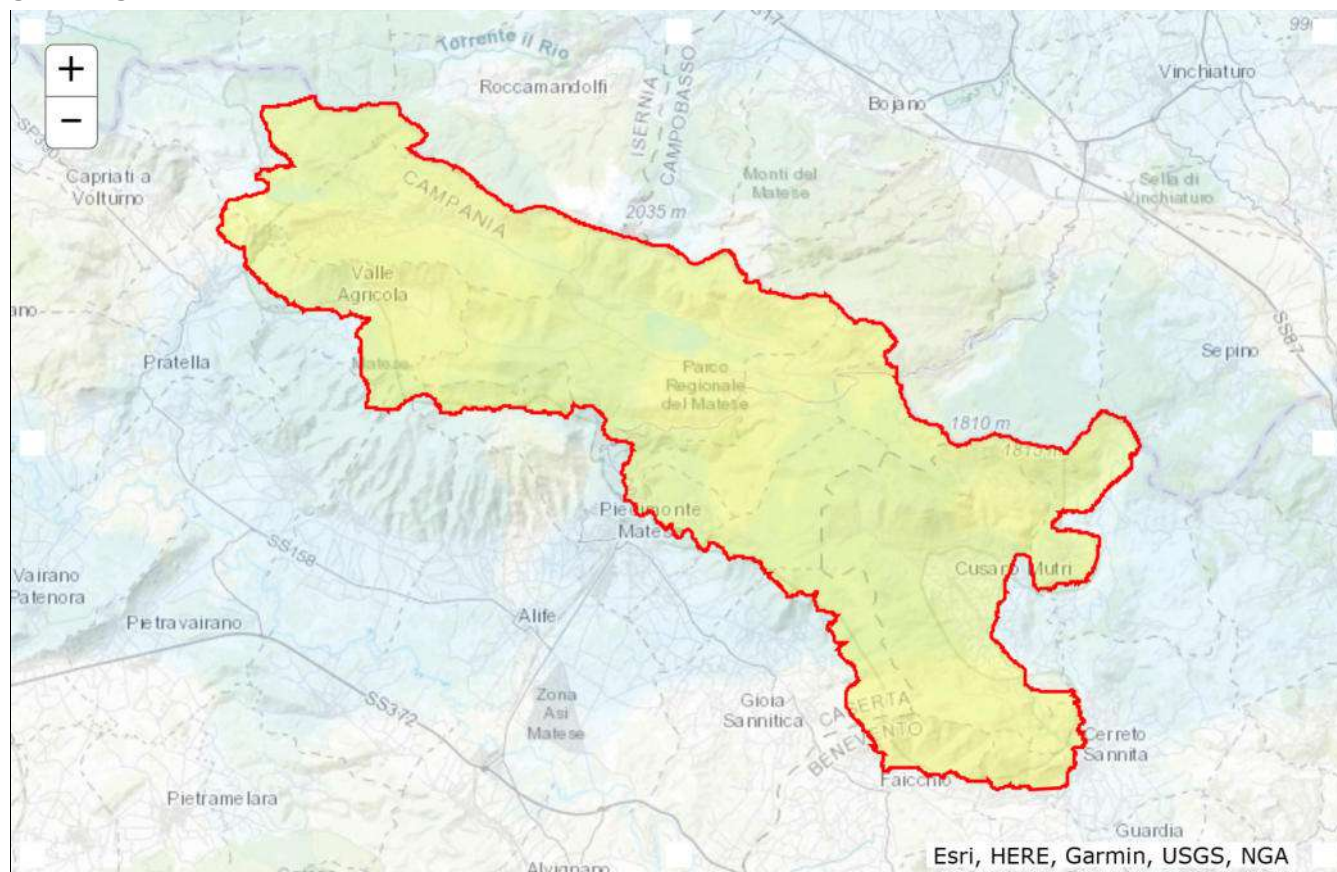 +
−
Torrente il Rio
Roccamandolfi
ISERNIA
CAMPOBASSO
Bojano
Vinchiaturo
Capriati a
Volturno
CAMPANIA
Monti del
Matese
Sella di
Vinchiaturo
2035 m
Valle
Agricola
Pratella
Matese
Parco
Regionale
del Matese
SS87
Sepino
1810 m
Piedimonte
Matese
SS158
Cusano Mutri
Vairano
Patenora
Pietravairano
Alife
Zona
Asi
Matese
Gioia
Sannitica
CASERTA
BENEVENTO
SS372
Cerreto
Sannita
Faicchio
Pietramelara
Guardia
Alvignano
Esri, HERE, Garmin, USGS, NGA